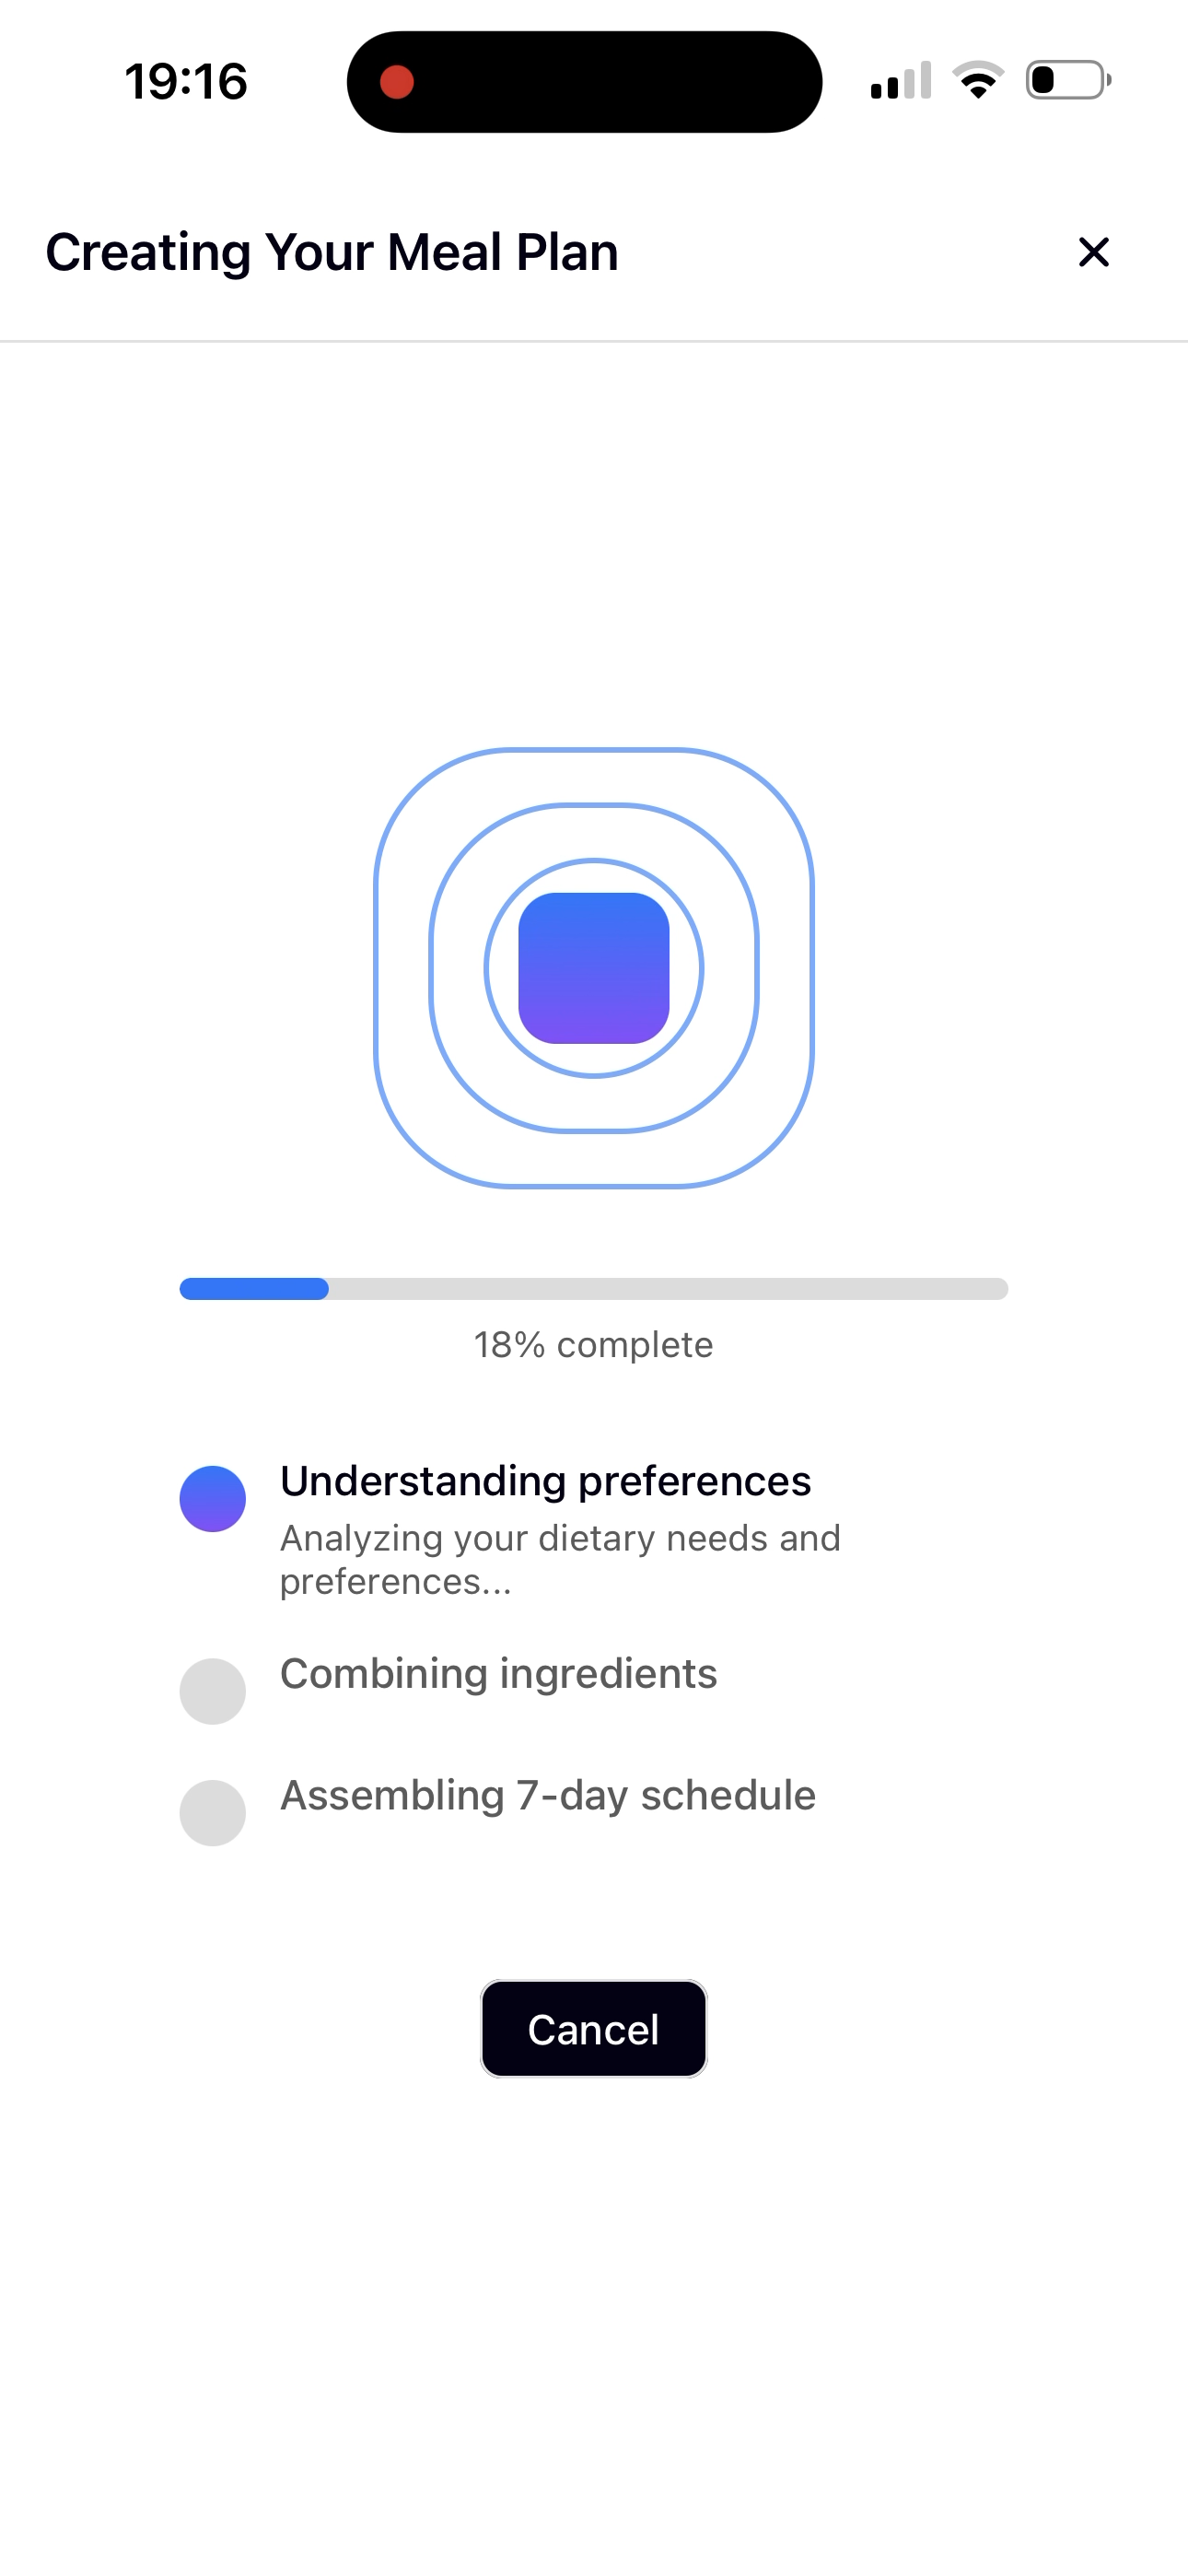 19:16
Creating Your Meal Plan
18% complete
Understanding preferences
Analyzing your dietary needs and
preferences...
Combining ingredients
Assembling 7-day schedule
Cancel